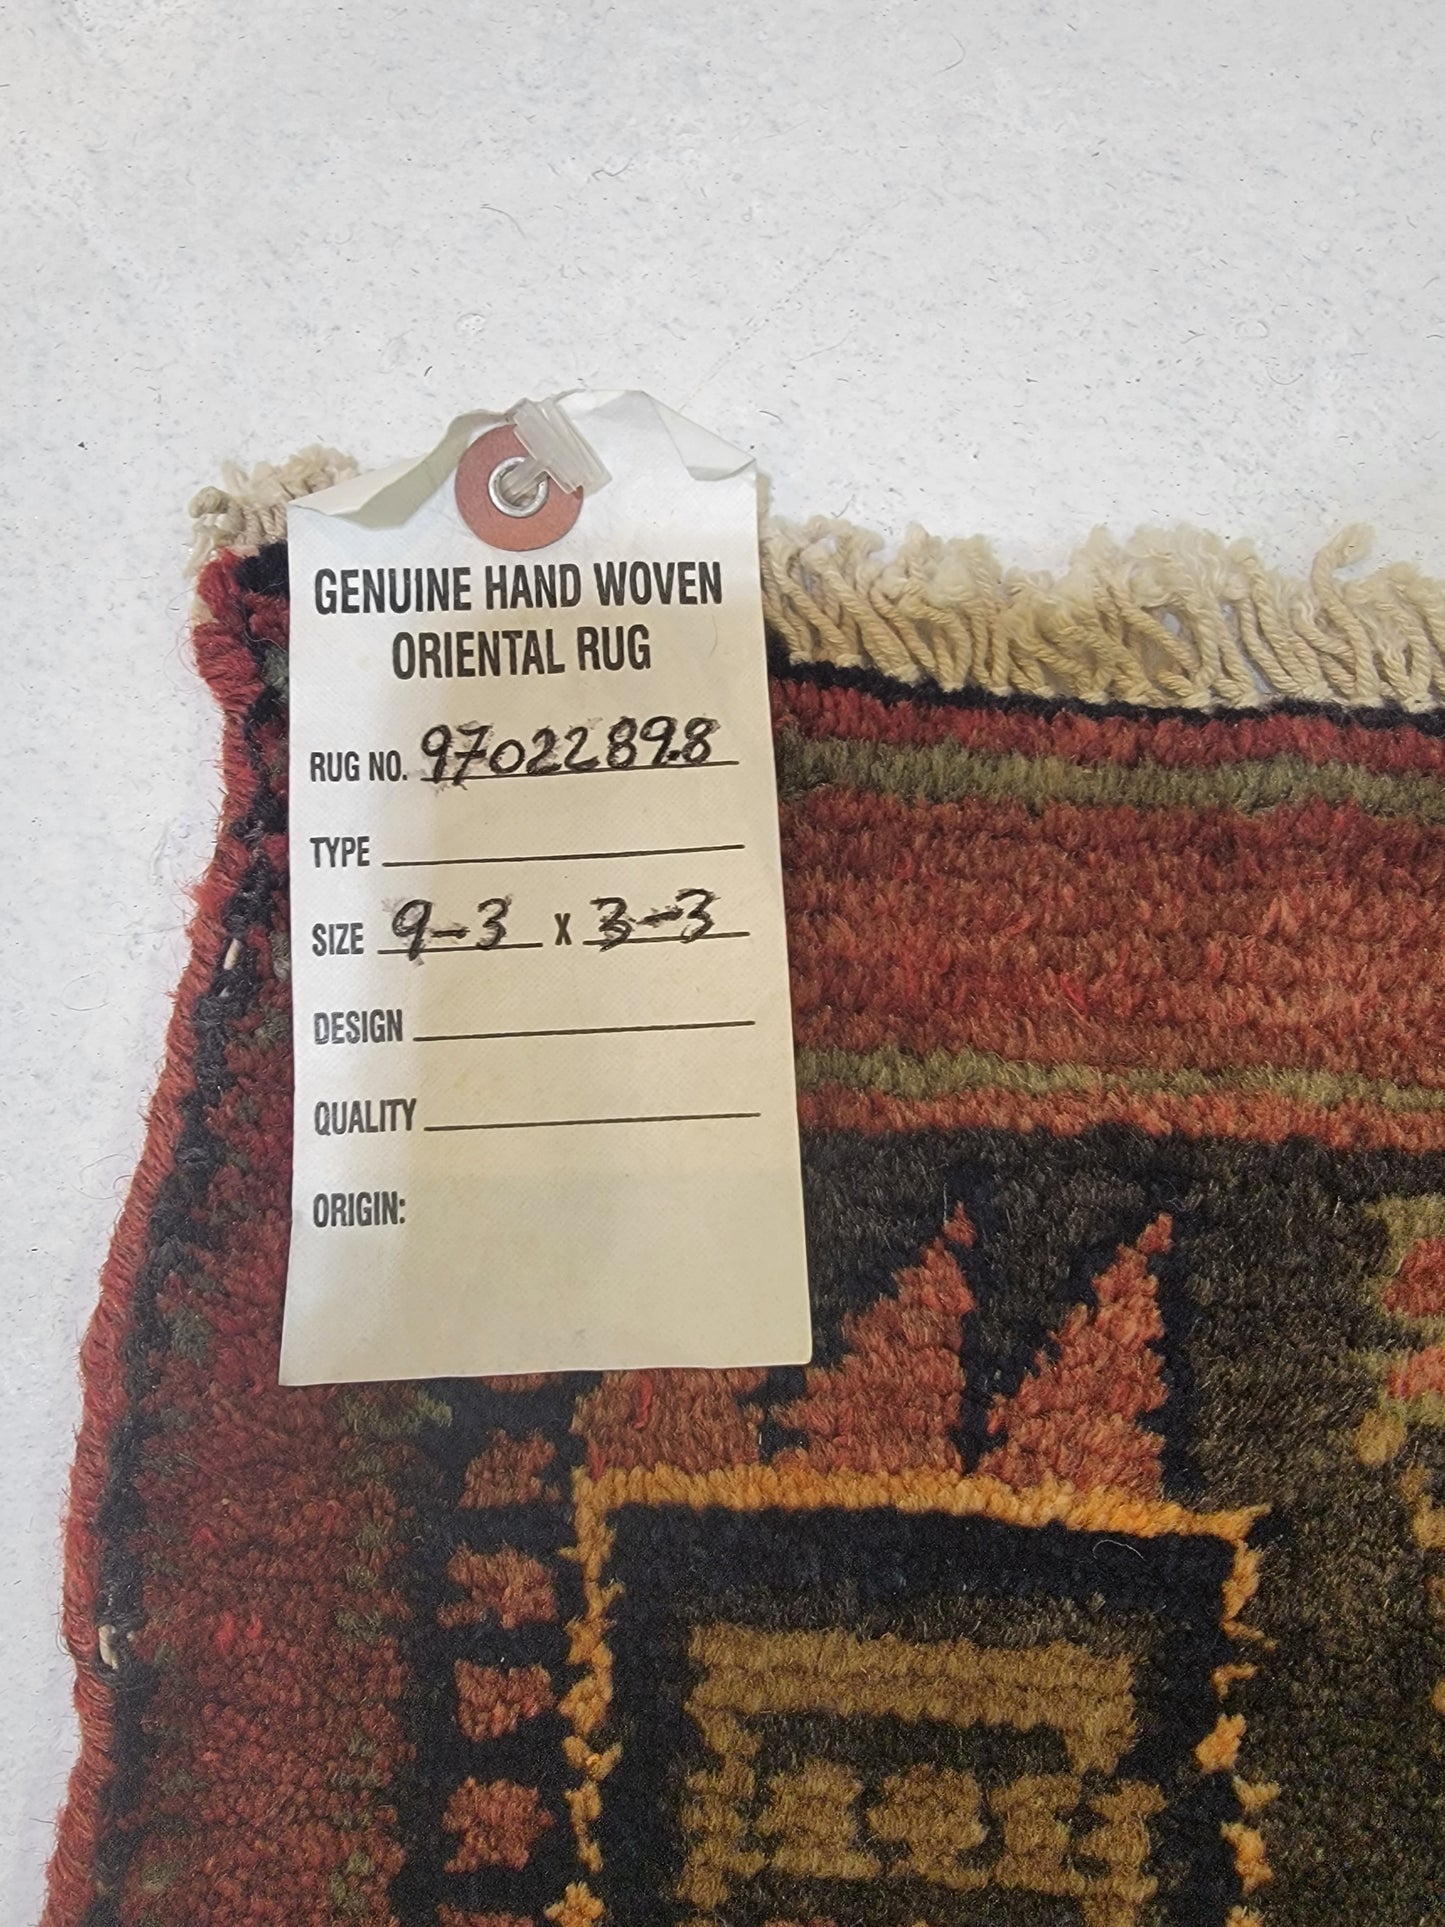 GENUINE HAND WOVEN
ORIENTAL RUG
RUG NO. 97022898
TYPE
SIZE 9-3 X 3-3
DESIGN
QUALITY
ORIGIN: